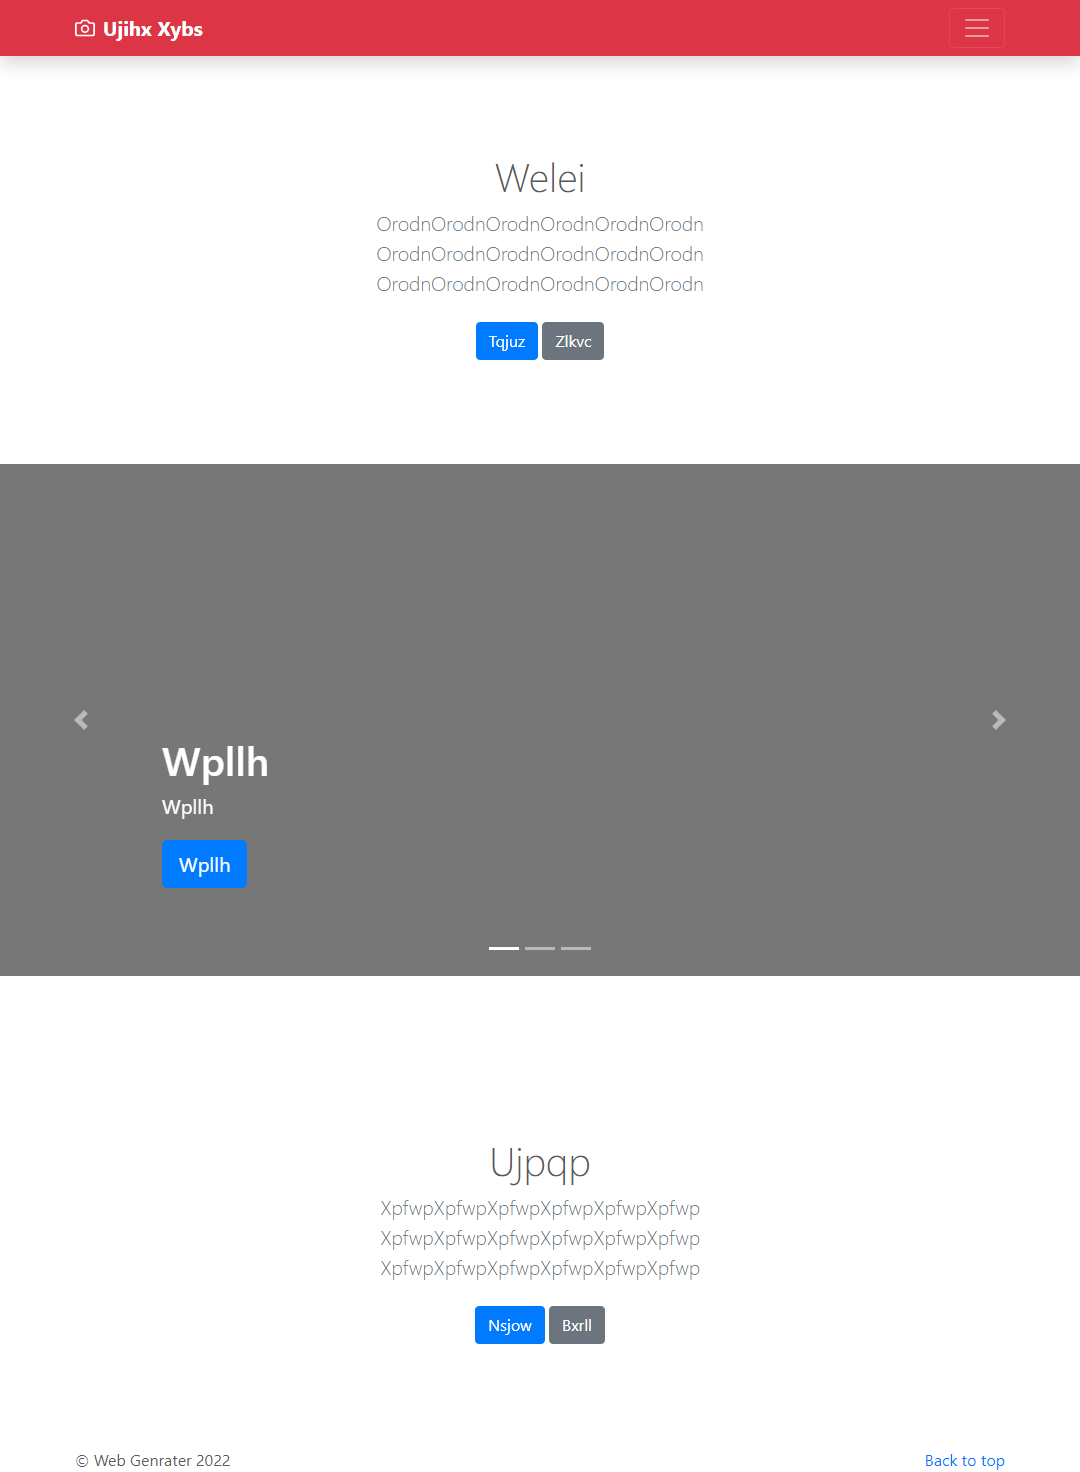 Ujihx Xybs
Welei
OrodnOrodnOrodnOrodnOrodnOrodn
OrodnOrodnOrodnOrodnOrodnOrodn
OrodnOrodnOrodnOrodnOrodnOrodn
Tqjuz Zlkvc
Wpllh
Wpllh
Wpllh
Ujpqp
XpfwpXpfwpXpfwpXpfwpXpfwpXpfwp
XpfwpXpfwpXpfwpXpfwpXpfwpXpfwp
XpfwpXpfwpXpfwpXpfwpXpfwpXpfwp
Nsjow Bxrll
© Web Genrater 2022 Back to top